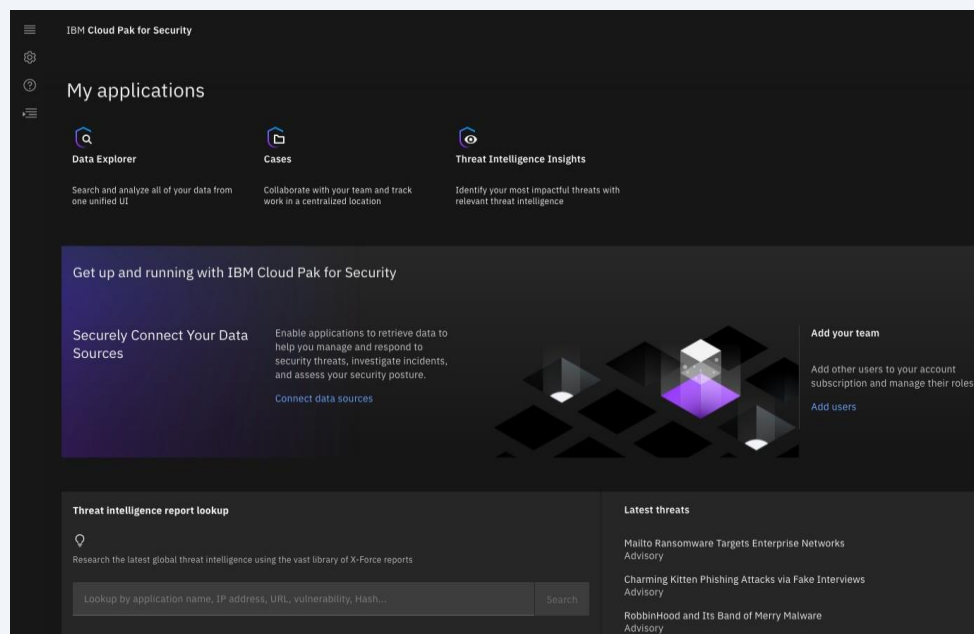 IBM Cloud Pak for Security
My applications
Data Explorer
Search and analyze all of your data from
one unified UI
Cases
Collaborate with your team and track
work in a centralized location
Threat Intelligence Insights
Identify your most impactful threats with
relevant threat intelligence
Get up and running with IBM Cloud Pak for Security
Securely Connect Your Data
Sources
Enable applications to retrieve data to
help you manage and respond to
security threats, investigate incidents,
and assess your security posture.
Connect data sources
Add your team
Add other users to your account
subscription and manage their roles
Add users
Threat intelligence report lookup
Research the latest global threat intelligence using the vast library of X-Force reports
Lookup by application name, IP address, URL, vulnerability, Hash...
Search
Latest threats
Mailto Ransomware Targets Enterprise Networks
Advisory
Charming Kitten Phishing Attacks via Fake Interviews
Advisory
RobbinHood and Its Band of Merry Malware
Advisory